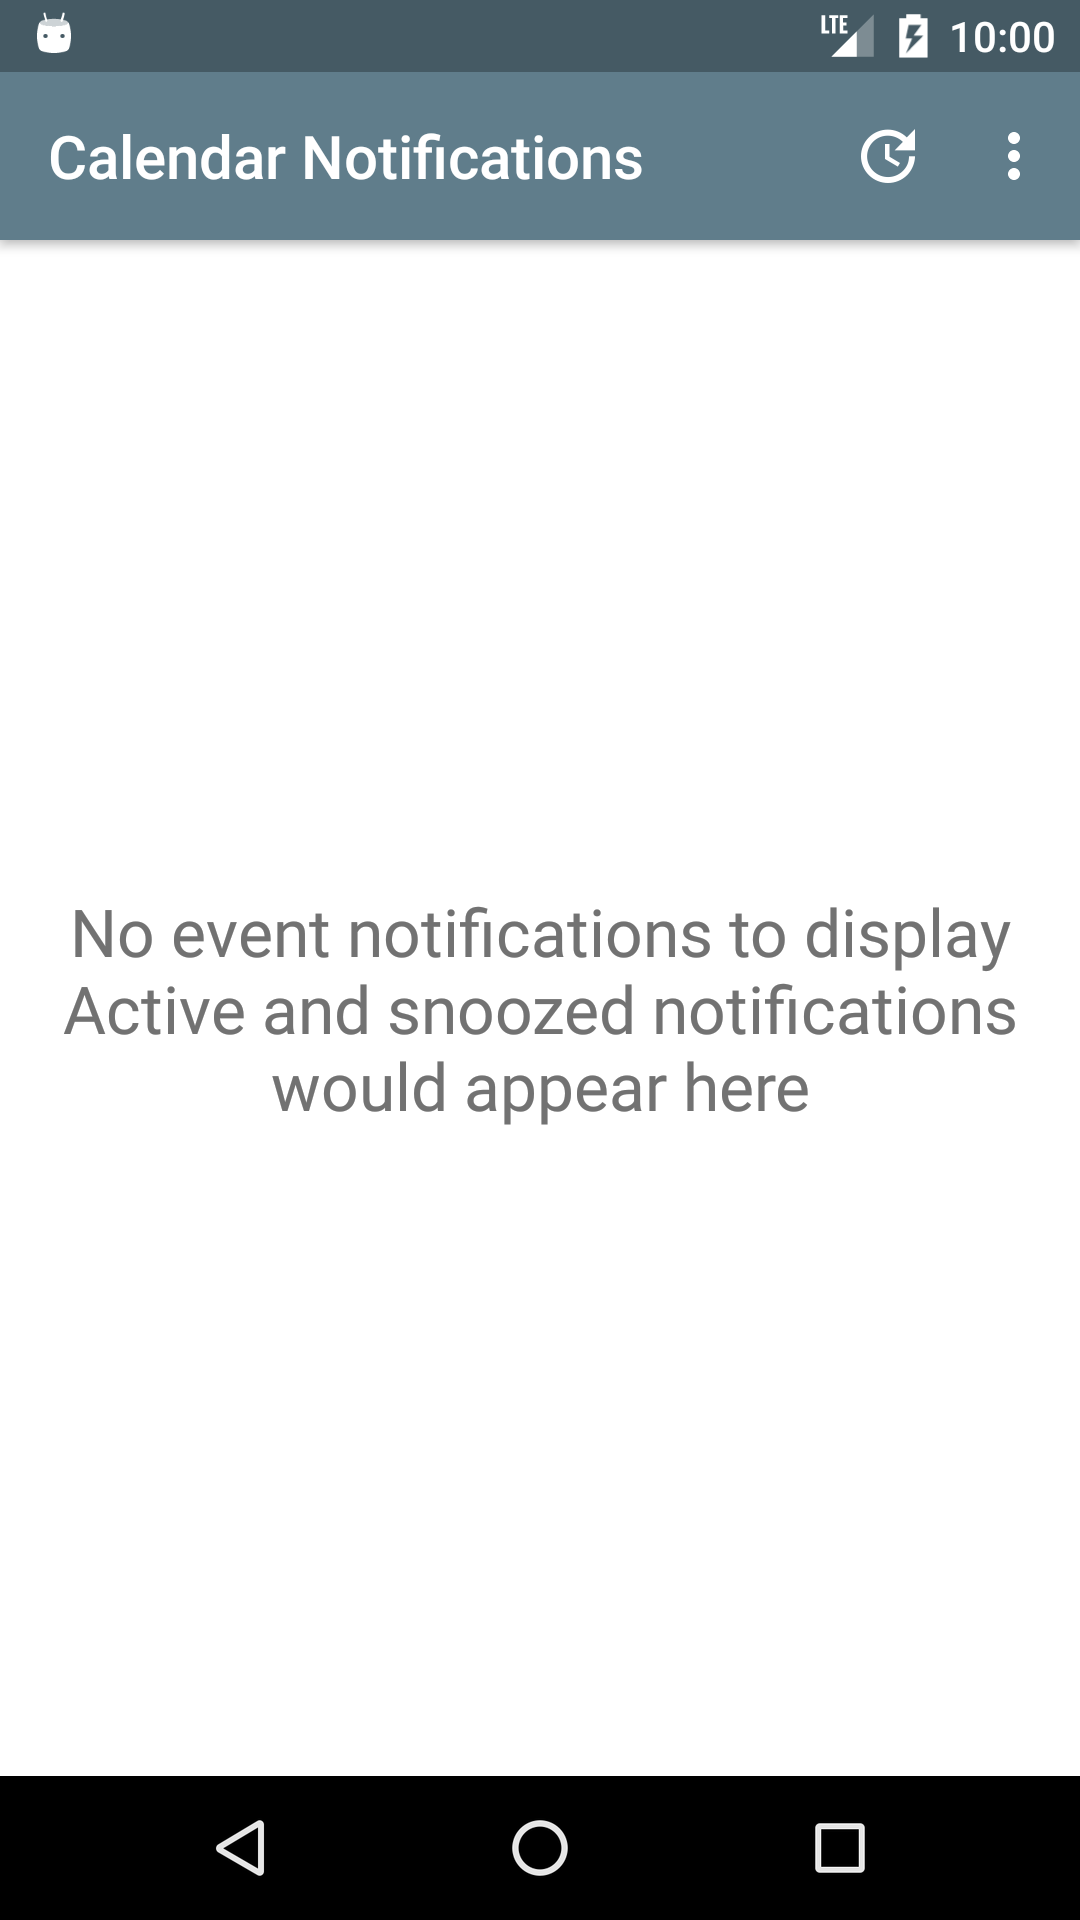 LTE 10:00
Calendar Notifications
No event notifications to display
Active and snoozed notifications
would appear here